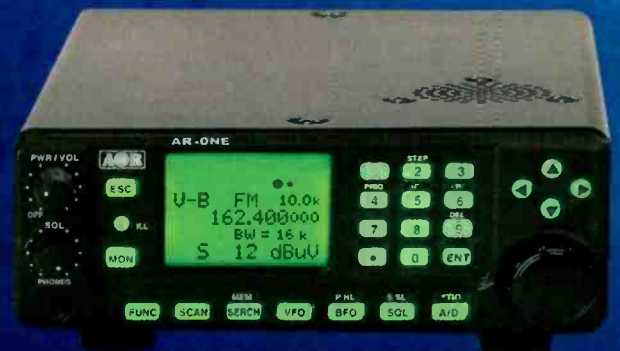 AR-ONE
PWR/VOL
AOR
ESC
OFF
SQL
MON
PHONES
V-B FM 10.0k
162.400000
BW = 16 k
S 12 dBuV
STEP
2 3
4 5 6
DEL
7 8 9
0 ENT
MEM
FUNC SCAN SERCH VFO BFO SQL A/D